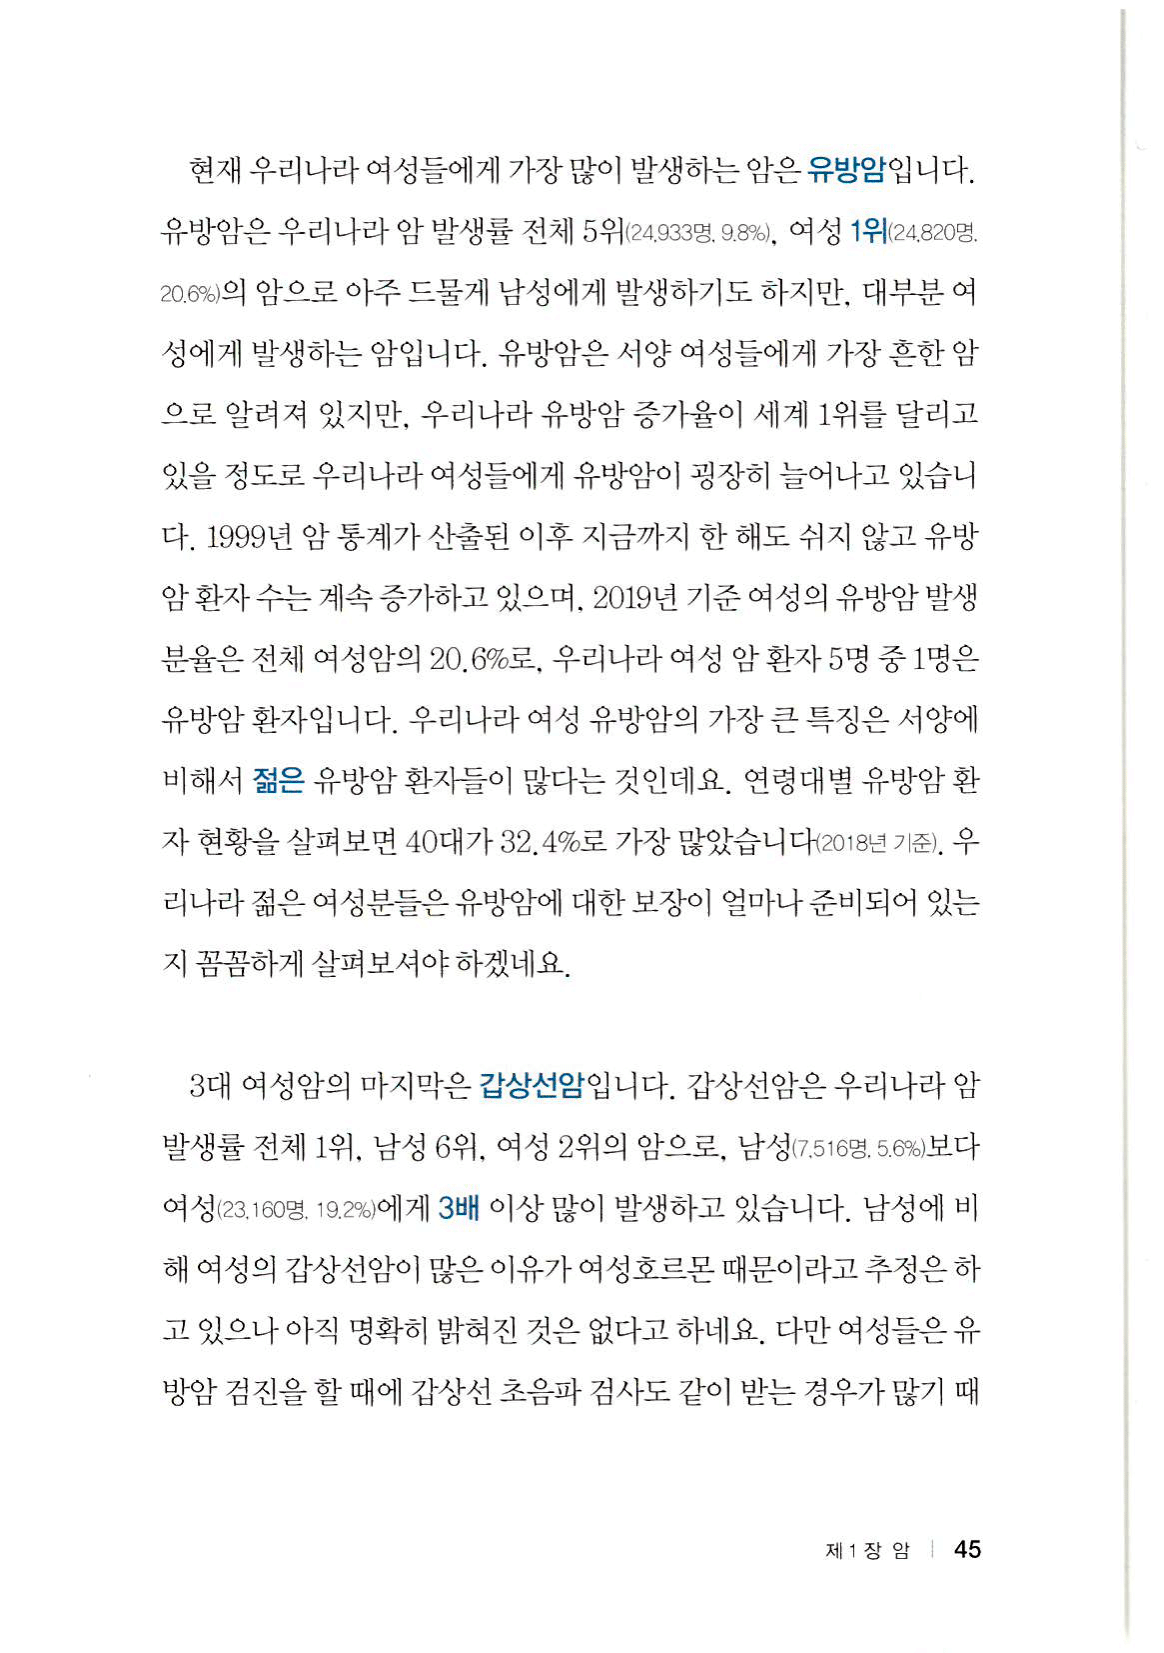 현재 우리나라 여성들에게 가장 많이 발생하는 암은 유방암입니다.
유방암은 우리나라 암 발생률 전체 5위(24,933명, 9.8%), 여성 1위(24,820명,
20.6%)의 암으로 아주 드물게 남성에게 발생하기도 하지만, 대부분 여
성에게 발생하는 암입니다. 유방암은 서양 여성들에게 가장 흔한 암
으로 알려져 있지만, 우리나라 유방암 증가율이 세계 1위를 달리고
있을 정도로 우리나라 여성들에게 유방암이 굉장히 늘어나고 있습니
다. 1999년 암 통계가 산출된 이후 지금까지 한 해도 쉬지 않고 유방
암 환자 수는 계속 증가하고 있으며, 2019년 기준 여성의 유방암 발생
분율은 전체 여성암의 20.6%로, 우리나라 여성 암 환자 5명 중 1명은
유방암 환자입니다. 우리나라 여성 유방암의 가장 큰 특징은 서양에
비해서 젊은 유방암 환자들이 많다는 것인데요. 연령대별 유방암 환
자 현황을 살펴보면 40대가 32.4%로 가장 많았습니다(2018년 기준). 우
리나라 젊은 여성분들은 유방암에 대한 보장이 얼마나 준비되어 있는
지 꼼꼼하게 살펴보셔야 하겠네요.
3대 여성암의 마지막은 갑상선암입니다. 갑상선암은 우리나라 암
발생률 전체 1위, 남성 6위, 여성 2위의 암으로, 남성(7,516명, 5.6%)보다
여성(23,160명, 19.2%)에게 3배 이상 많이 발생하고 있습니다. 남성에 비
해 여성의 갑상선암이 많은 이유가 여성호르몬 때문이라고 추정은 하
고 있으나 아직 명확히 밝혀진 것은 없다고 하네요. 다만 여성들은 유
방암 검진을 할 때에 갑상선 초음파 검사도 같이 받는 경우가 많기 때
제1장 암 | 45